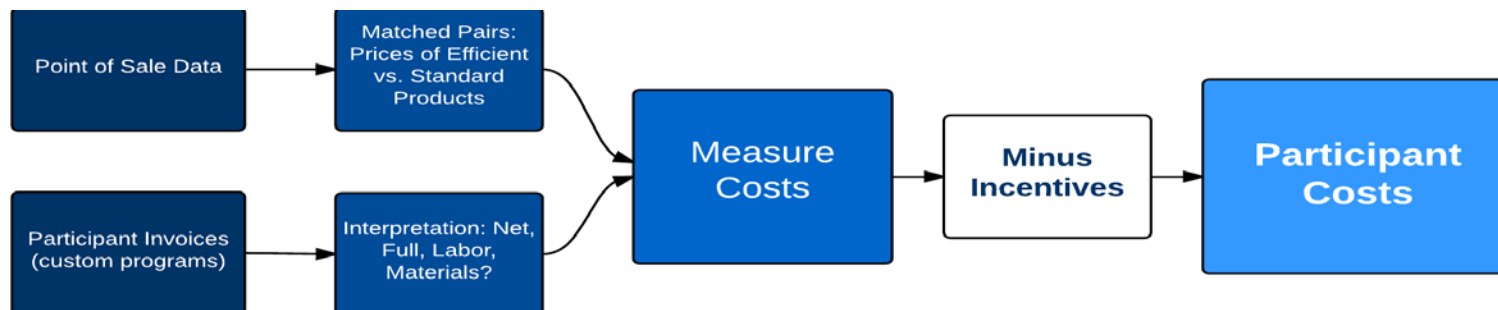 Point of Sale Data
Matched Pairs:
Prices of Efficient
vs. Standard
Products
Participant Invoices
(custom programs)
Interpretation: Net,
Full, Labor,
Materials?
Measure
Costs
Minus
Incentives
Participant
Costs